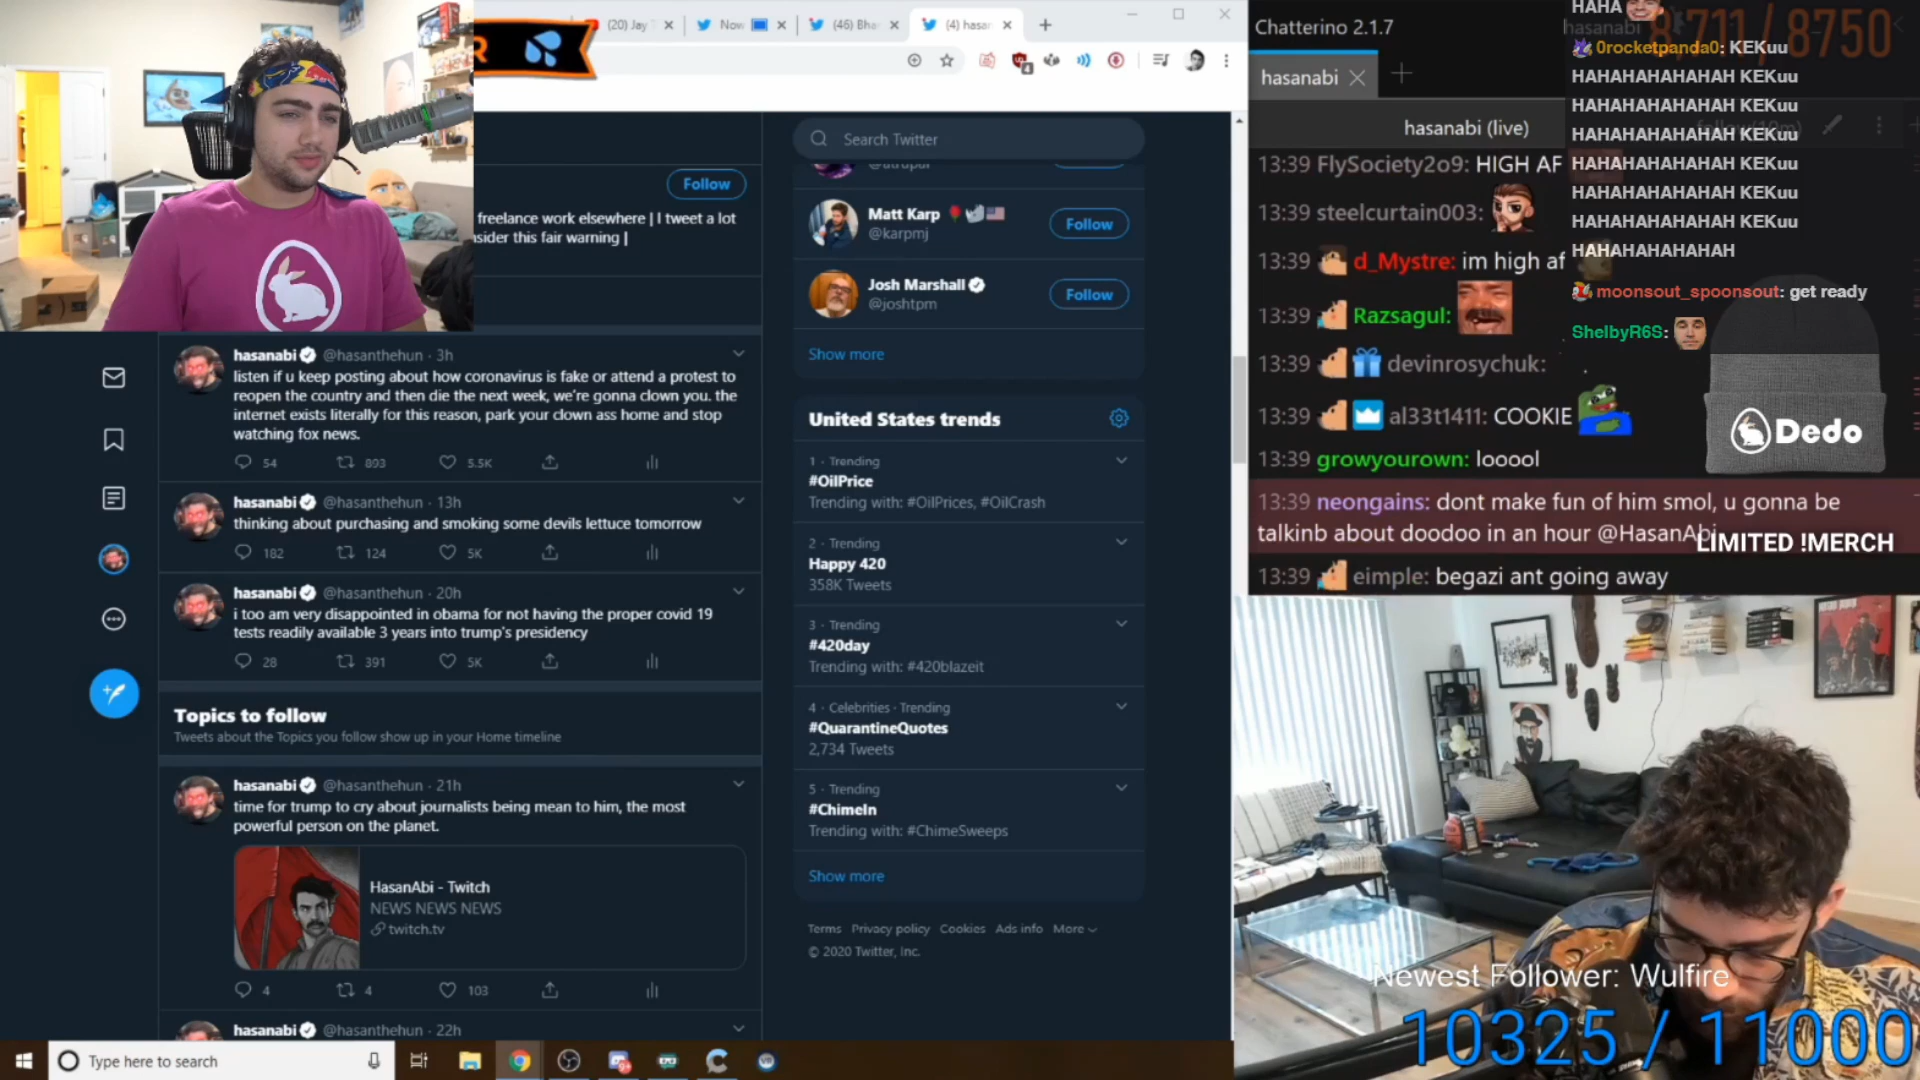 (20) Jay
Now
(46) Bha
(4) hasar
4
Follow
freelance work elsewhere | I tweet a lot
sider this fair warning |
hasanabi @hasanthehun · 3h
listen if u keep posting about how coronavirus is fake or attend a protest to
reopen the country and then die the next week, we're gonna clown you. the
internet exists literally for this reason, park your clown ass home and stop
watching fox news.
54 893 5.5K
hasanabi @hasanthehun · 13h
thinking about purchasing and smoking some devils lettuce tomorrow
182 124 5K
hasanabi @hasanthehun · 20h
i too am very disappointed in obama for not having the proper covid 19
tests readily available 3 years into trump's presidency
28 391 5K
Topics to follow
Tweets about the Topics you follow show up in your Home timeline
hasanabi @hasanthehun · 21h
time for trump to cry about journalists being mean to him, the most
powerful person on the planet.
HasanAbi - Twitch
NEWS NEWS NEWS
twitch.tv
4 4 103
hasanabi @hasanthehun · 22h
Type here to search
Search Twitter
Matt Karp
@karpmj
Follow
Josh Marshall
@joshtpm
Follow
Show more
United States trends
1 · Trending
#OilPrice
Trending with: #OilPrices, #OilCrash
2 · Trending
Happy 420
358K Tweets
3 · Trending
#420day
Trending with: #420blazeit
4 · Celebrities · Trending
#QuarantineQuotes
2,734 Tweets
5 · Trending
#ChimeIn
Trending with: #ChimeSweeps
Show more
Terms Privacy policy Cookies Ads info More
© 2020 Twitter, Inc.
Chatterino 2.1.7
hasanabi
hasanabi (live)
13:39 FlySociety2o9: HIGH AF
13:39 steelcurtain003:
13:39 d_Mystre: im high af
13:39 Razsagul:
13:39 devinrosychuk:
13:39 al33t1411: COOKIE
13:39 growyourown: looool
13:39 neongains: dont make fun of him smol, u gonna be
talkinb about doodoo in an hour @HasanAbi
13:39 eimple: begazi ant going away
HAHA
8,711 / 8750
0rocketpanda0: KEKuu
HAHAHAHAHAHAH KEKuu
HAHAHAHAHAHAH KEKuu
HAHAHAHAHAHAH KEKuu
HAHAHAHAHAHAH KEKuu
HAHAHAHAHAHAH KEKuu
HAHAHAHAHAHAH KEKuu
HAHAHAHAHAHAH
moonsout_spoonsout: get ready
ShelbyR6S:
Dedo
LIMITED !MERCH
Newest Follower: Wulfire
10325 / 11000